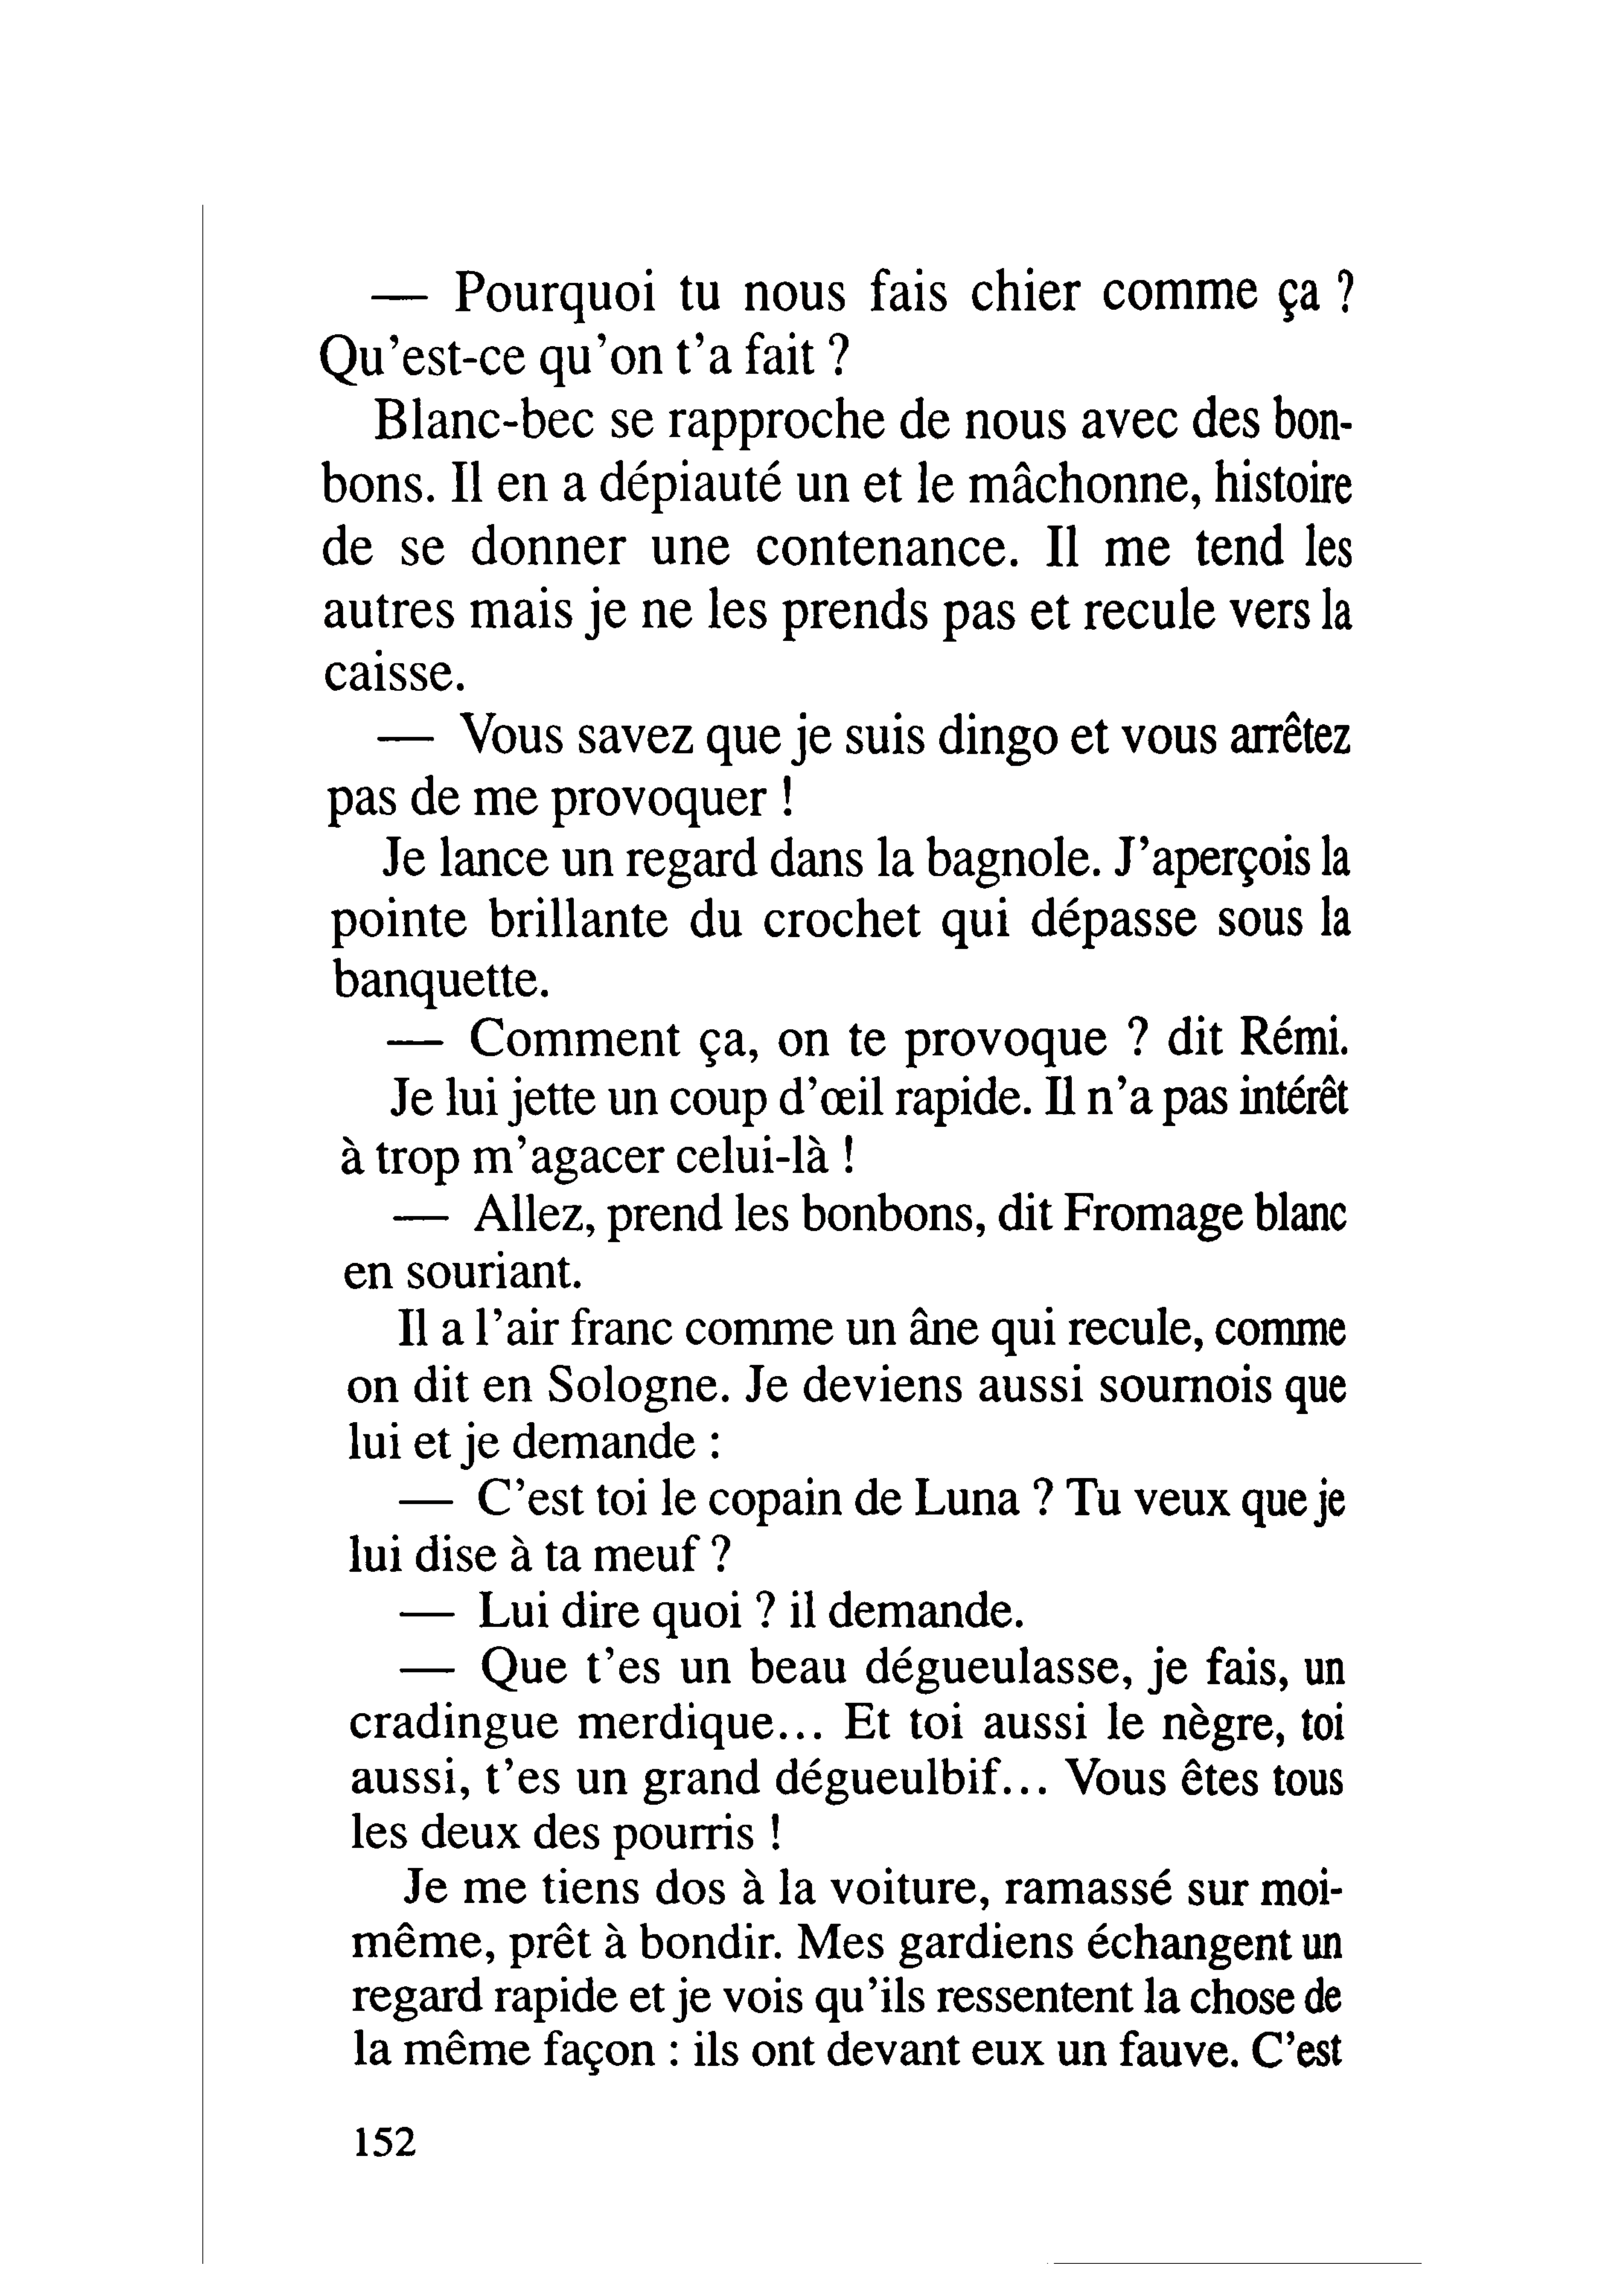 — Pourquoi tu nous fais chier comme ça ?
Qu'est-ce qu'on t'a fait ?
Blanc-bec se rapproche de nous avec des bon-
bons. Il en a dépiauté un et le mâchonne, histoire
de se donner une contenance. Il me tend les
autres mais je ne les prends pas et recule vers la
caisse.
— Vous savez que je suis dingo et vous arrêtez
pas de me provoquer !
Je lance un regard dans la bagnole. J'aperçois la
pointe brillante du crochet qui dépasse sous la
banquette.
— Comment ça, on te provoque ? dit Rémi.
Je lui jette un coup d'œil rapide. Il n'a pas intérêt
à trop m'agacer celui-là !
— Allez, prend les bonbons, dit Fromage blanc
en souriant.
Il a l'air franc comme un âne qui recule, comme
on dit en Sologne. Je deviens aussi sournois que
lui et je demande :
— C'est toi le copain de Luna ? Tu veux que je
lui dise à ta meuf ?
— Lui dire quoi ? il demande.
— Que t'es un beau dégueulasse, je fais, un
cradingue merdique... Et toi aussi le nègre, toi
aussi, t'es un grand dégueulbif... Vous êtes tous
les deux des pourris !
Je me tiens dos à la voiture, ramassé sur moi-
même, prêt à bondir. Mes gardiens échangent un
regard rapide et je vois qu'ils ressentent la chose de
la même façon : ils ont devant eux un fauve. C'est
152